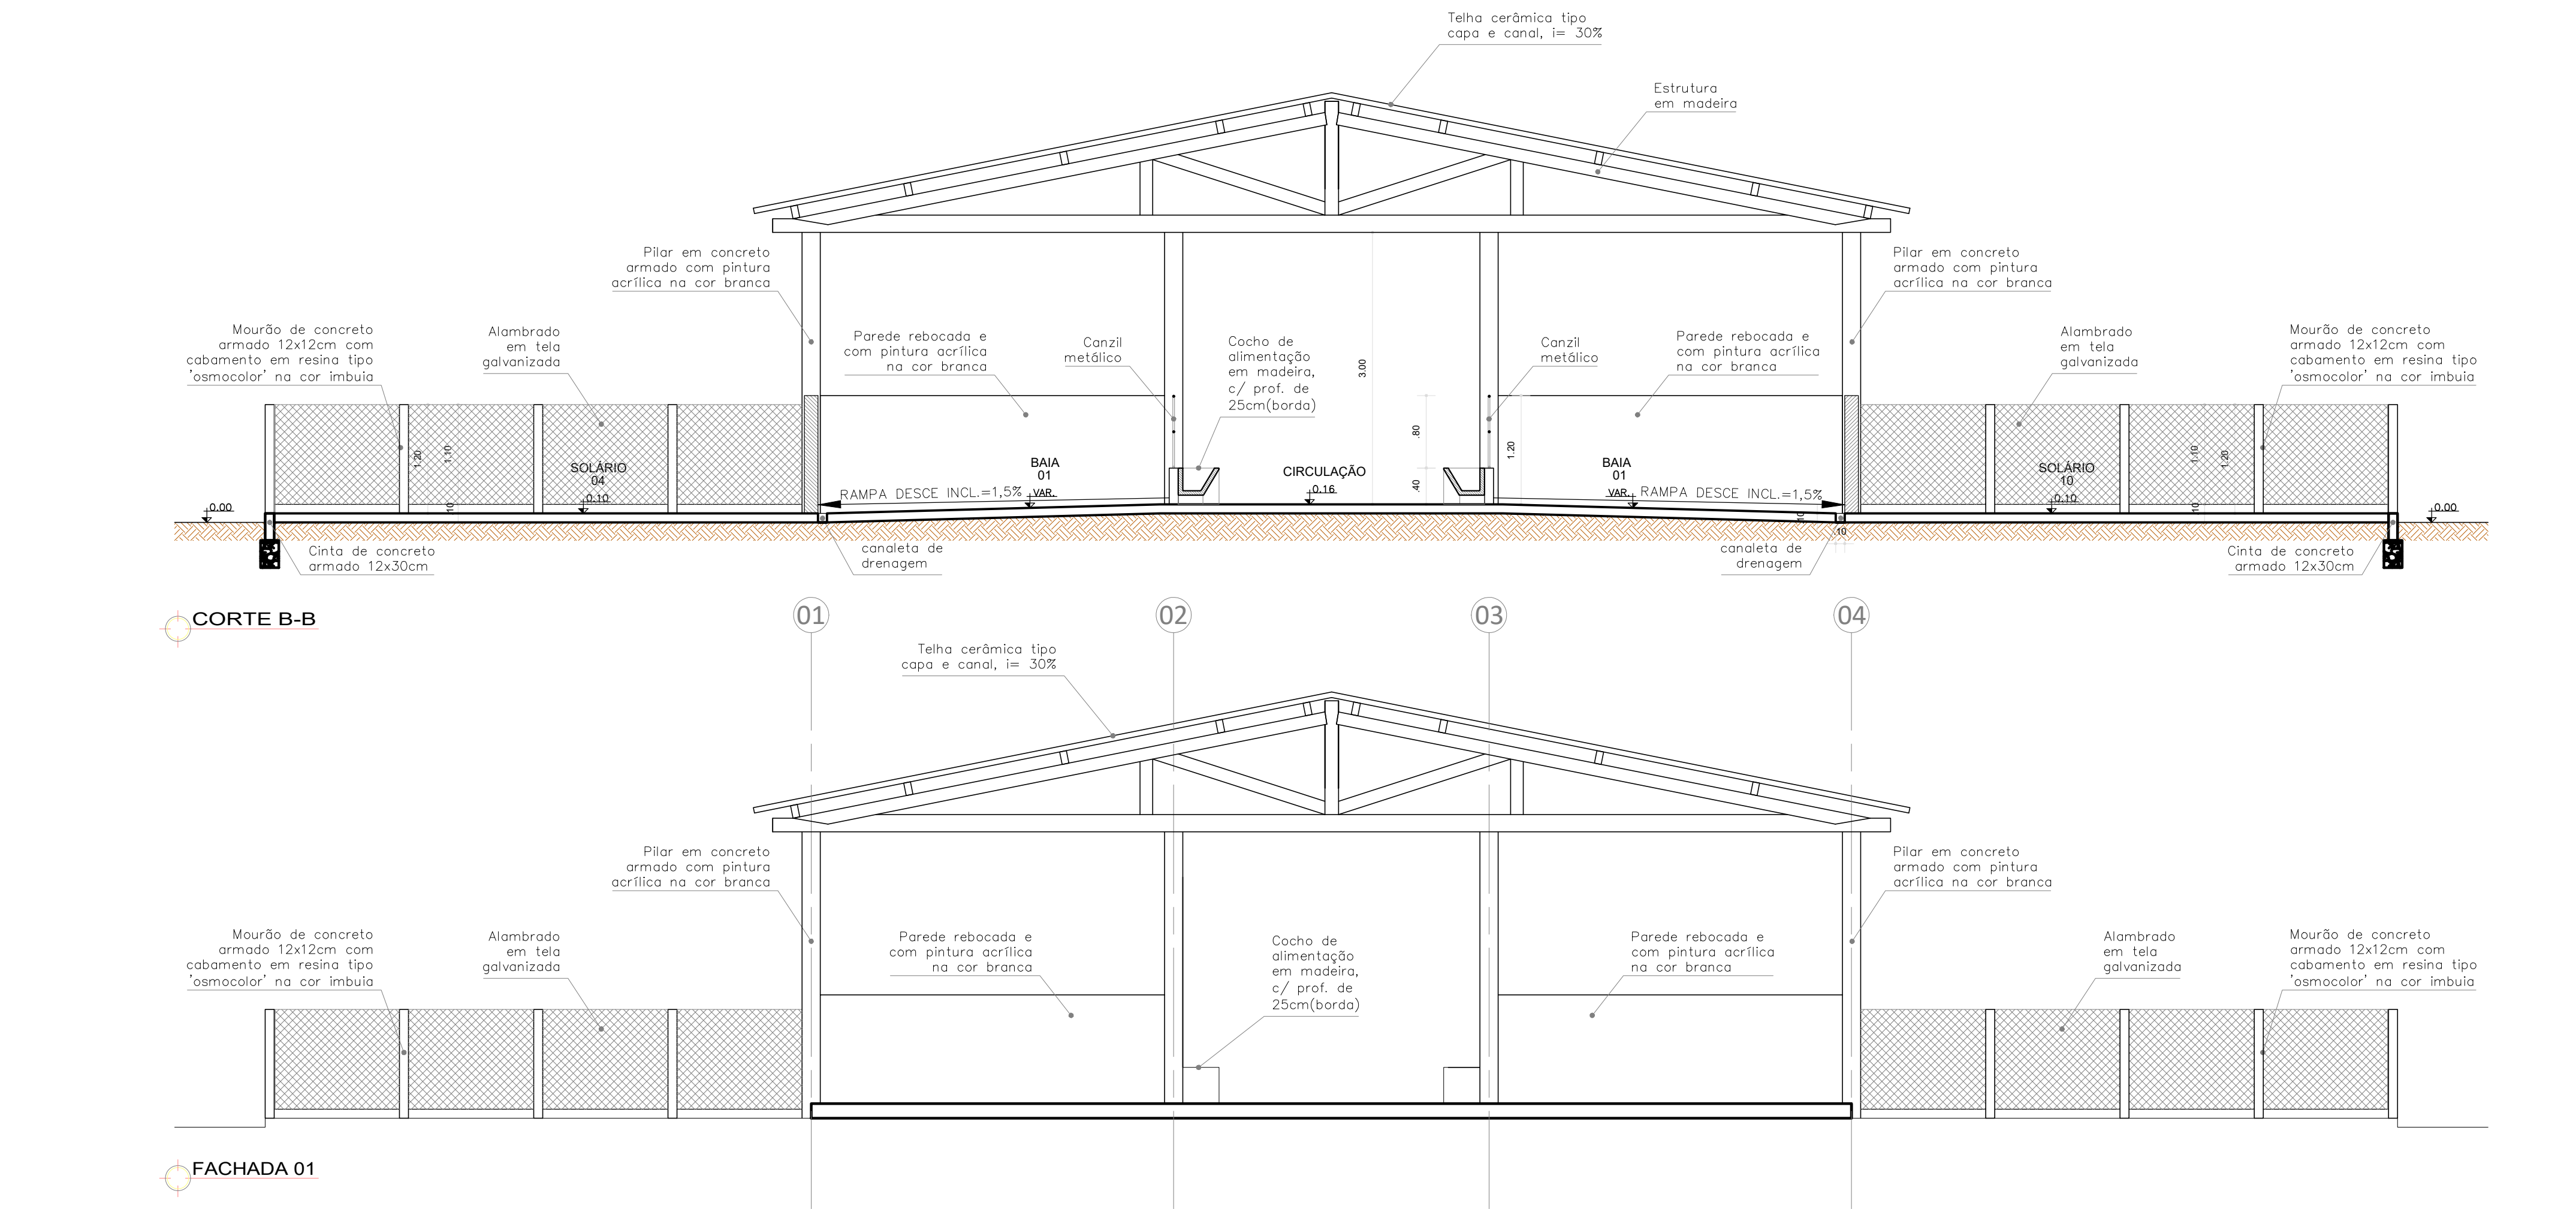 Telha cerâmica tipo
capa e canal, i= 30%
Estrutura
em madeira
Pilar em concreto
armado com pintura
acrílica na cor branca
Pilar em concreto
armado com pintura
acrílica na cor branca
Mourão de concreto
armado 12x12cm com
cabamento em resina tipo
'osmocolor' na cor imbuia
Alambrado
em tela
galvanizada
Parede rebocada e
com pintura acrílica
na cor branca
Canzil
metálico
Cocho de
alimentação
em madeira,
c/ prof. de
25cm(borda)
3.00
Canzil
metálico
Parede rebocada e
com pintura acrílica
na cor branca
Alambrado
em tela
galvanizada
Mourão de concreto
armado 12x12cm com
cabamento em resina tipo
'osmocolor' na cor imbuia
1.20
1.10
10
SOLÁRIO
04
0.10
BAIA
01
VAR.
RAMPA DESCE INCL.=1,5%
CIRCULAÇÃO
0.16
.80
.40
1.20
BAIA
01
VAR.
RAMPA DESCE INCL.=1,5%
SOLÁRIO
10
0.10
1.10
1.20
10
0.00
0.00
10
.10
Cinta de concreto
armado 12x30cm
canaleta de
drenagem
canaleta de
drenagem
Cinta de concreto
armado 12x30cm
CORTE B-B
01
02
03
04
Telha cerâmica tipo
capa e canal, i= 30%
Pilar em concreto
armado com pintura
acrílica na cor branca
Pilar em concreto
armado com pintura
acrílica na cor branca
Mourão de concreto
armado 12x12cm com
cabamento em resina tipo
'osmocolor' na cor imbuia
Alambrado
em tela
galvanizada
Parede rebocada e
com pintura acrílica
na cor branca
Cocho de
alimentação
em madeira,
c/ prof. de
25cm(borda)
Parede rebocada e
com pintura acrílica
na cor branca
Alambrado
em tela
galvanizada
Mourão de concreto
armado 12x12cm com
cabamento em resina tipo
'osmocolor' na cor imbuia
FACHADA 01